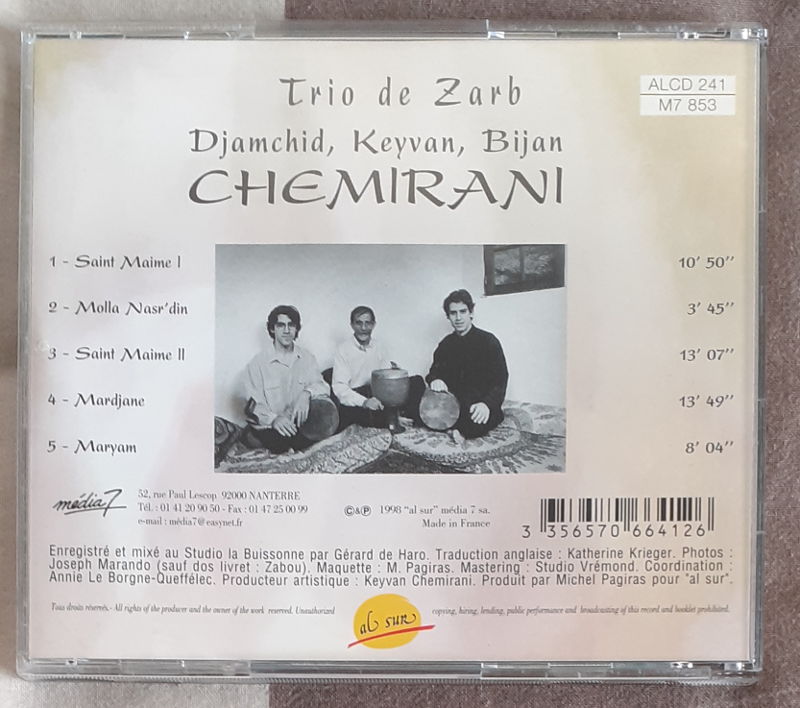 Trio de Zarb
ALCD 241
M7 853
Djamchid, Keyvan, Bijan
CHEMIRANI
1 - Saint Maime I 10' 50''
2 - Molla Nasr'din 3' 45''
3 - Saint Maime II 13' 07''
4 - Mardjane 13' 49''
5 - Maryam 8' 04''
média 7
52, rue Paul Lescop 92000 NANTERRE
Tél. : 01 41 20 90 50 - Fax : 01 47 25 00 99
e-mail : média7@easynet.fr
©&℗ 1998 "al sur" média 7 sa.
Made in France
3 356570 664126
Enregistré et mixé au Studio la Buissonne par Gérard de Haro. Traduction anglaise : Katherine Krieger. Photos :
Joseph Marando (sauf dos livret : Zabou). Maquette : M. Pagiras. Mastering : Studio Vrémond. Coordination :
Annie Le Borgne-Queffélec. Producteur artistique : Keyvan Chemirani. Produit par Michel Pagiras pour "al sur".
Tous droits réservés.- All rights of the producer and the owner of the work reserved. Unauthorized copying, hiring, lending, public performance and broadcasting of this record and booklet prohibited.
al sur